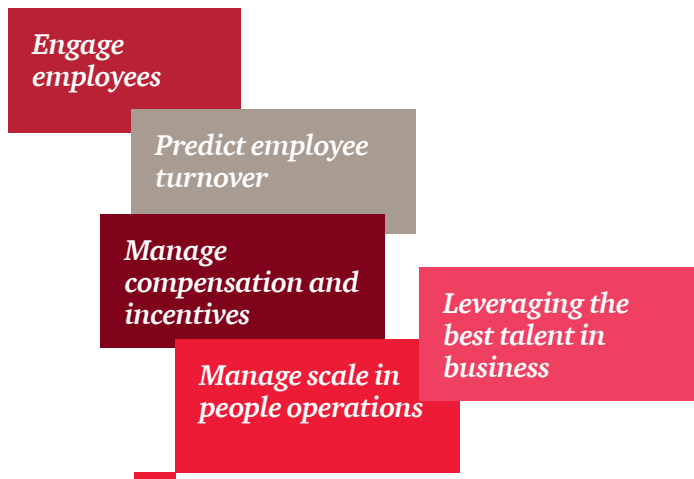 Engage
employees
Predict employee
turnover
Manage
compensation and
incentives
Leveraging the
best talent in
business
Manage scale in
people operations